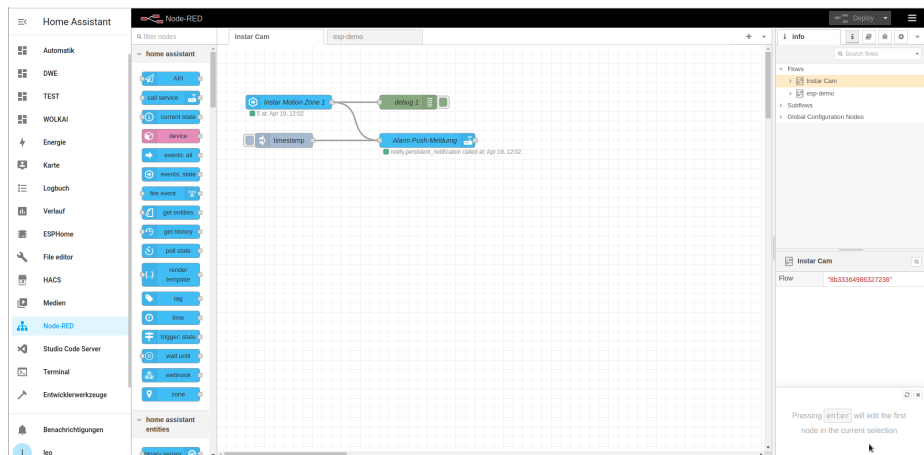 Home Assistant
Automatik
DWE
TEST
WOLKAI
Energie
Karte
Logbuch
Verlauf
ESPHome
File editor
HACS
Medien
Node-RED
Studio Code Server
Terminal
Entwicklerwerkzeuge
Benachrichtigungen
leo
Node-RED
Deploy
filter nodes
home assistant
API
call service
current state
device
events: all
events: state
fire event
get entities
get history
poll state
render
template
tag
time
trigger: state
wait until
webhook
zone
home assistant
entities
binary sensor
Instar Cam
esp-demo
Instar Motion Zone 1
5 at: Apr 19, 12:02
debug 1
timestamp
Alarm Push-Meldumg
notify.persistent_notification called at: Apr 19, 12:02
info
Search flows
Flows
Instar Cam
esp-demo
Subflows
Global Configuration Nodes
Instar Cam
Flow
"8b33364986327236"
Pressing enter will edit the first
node in the current selection